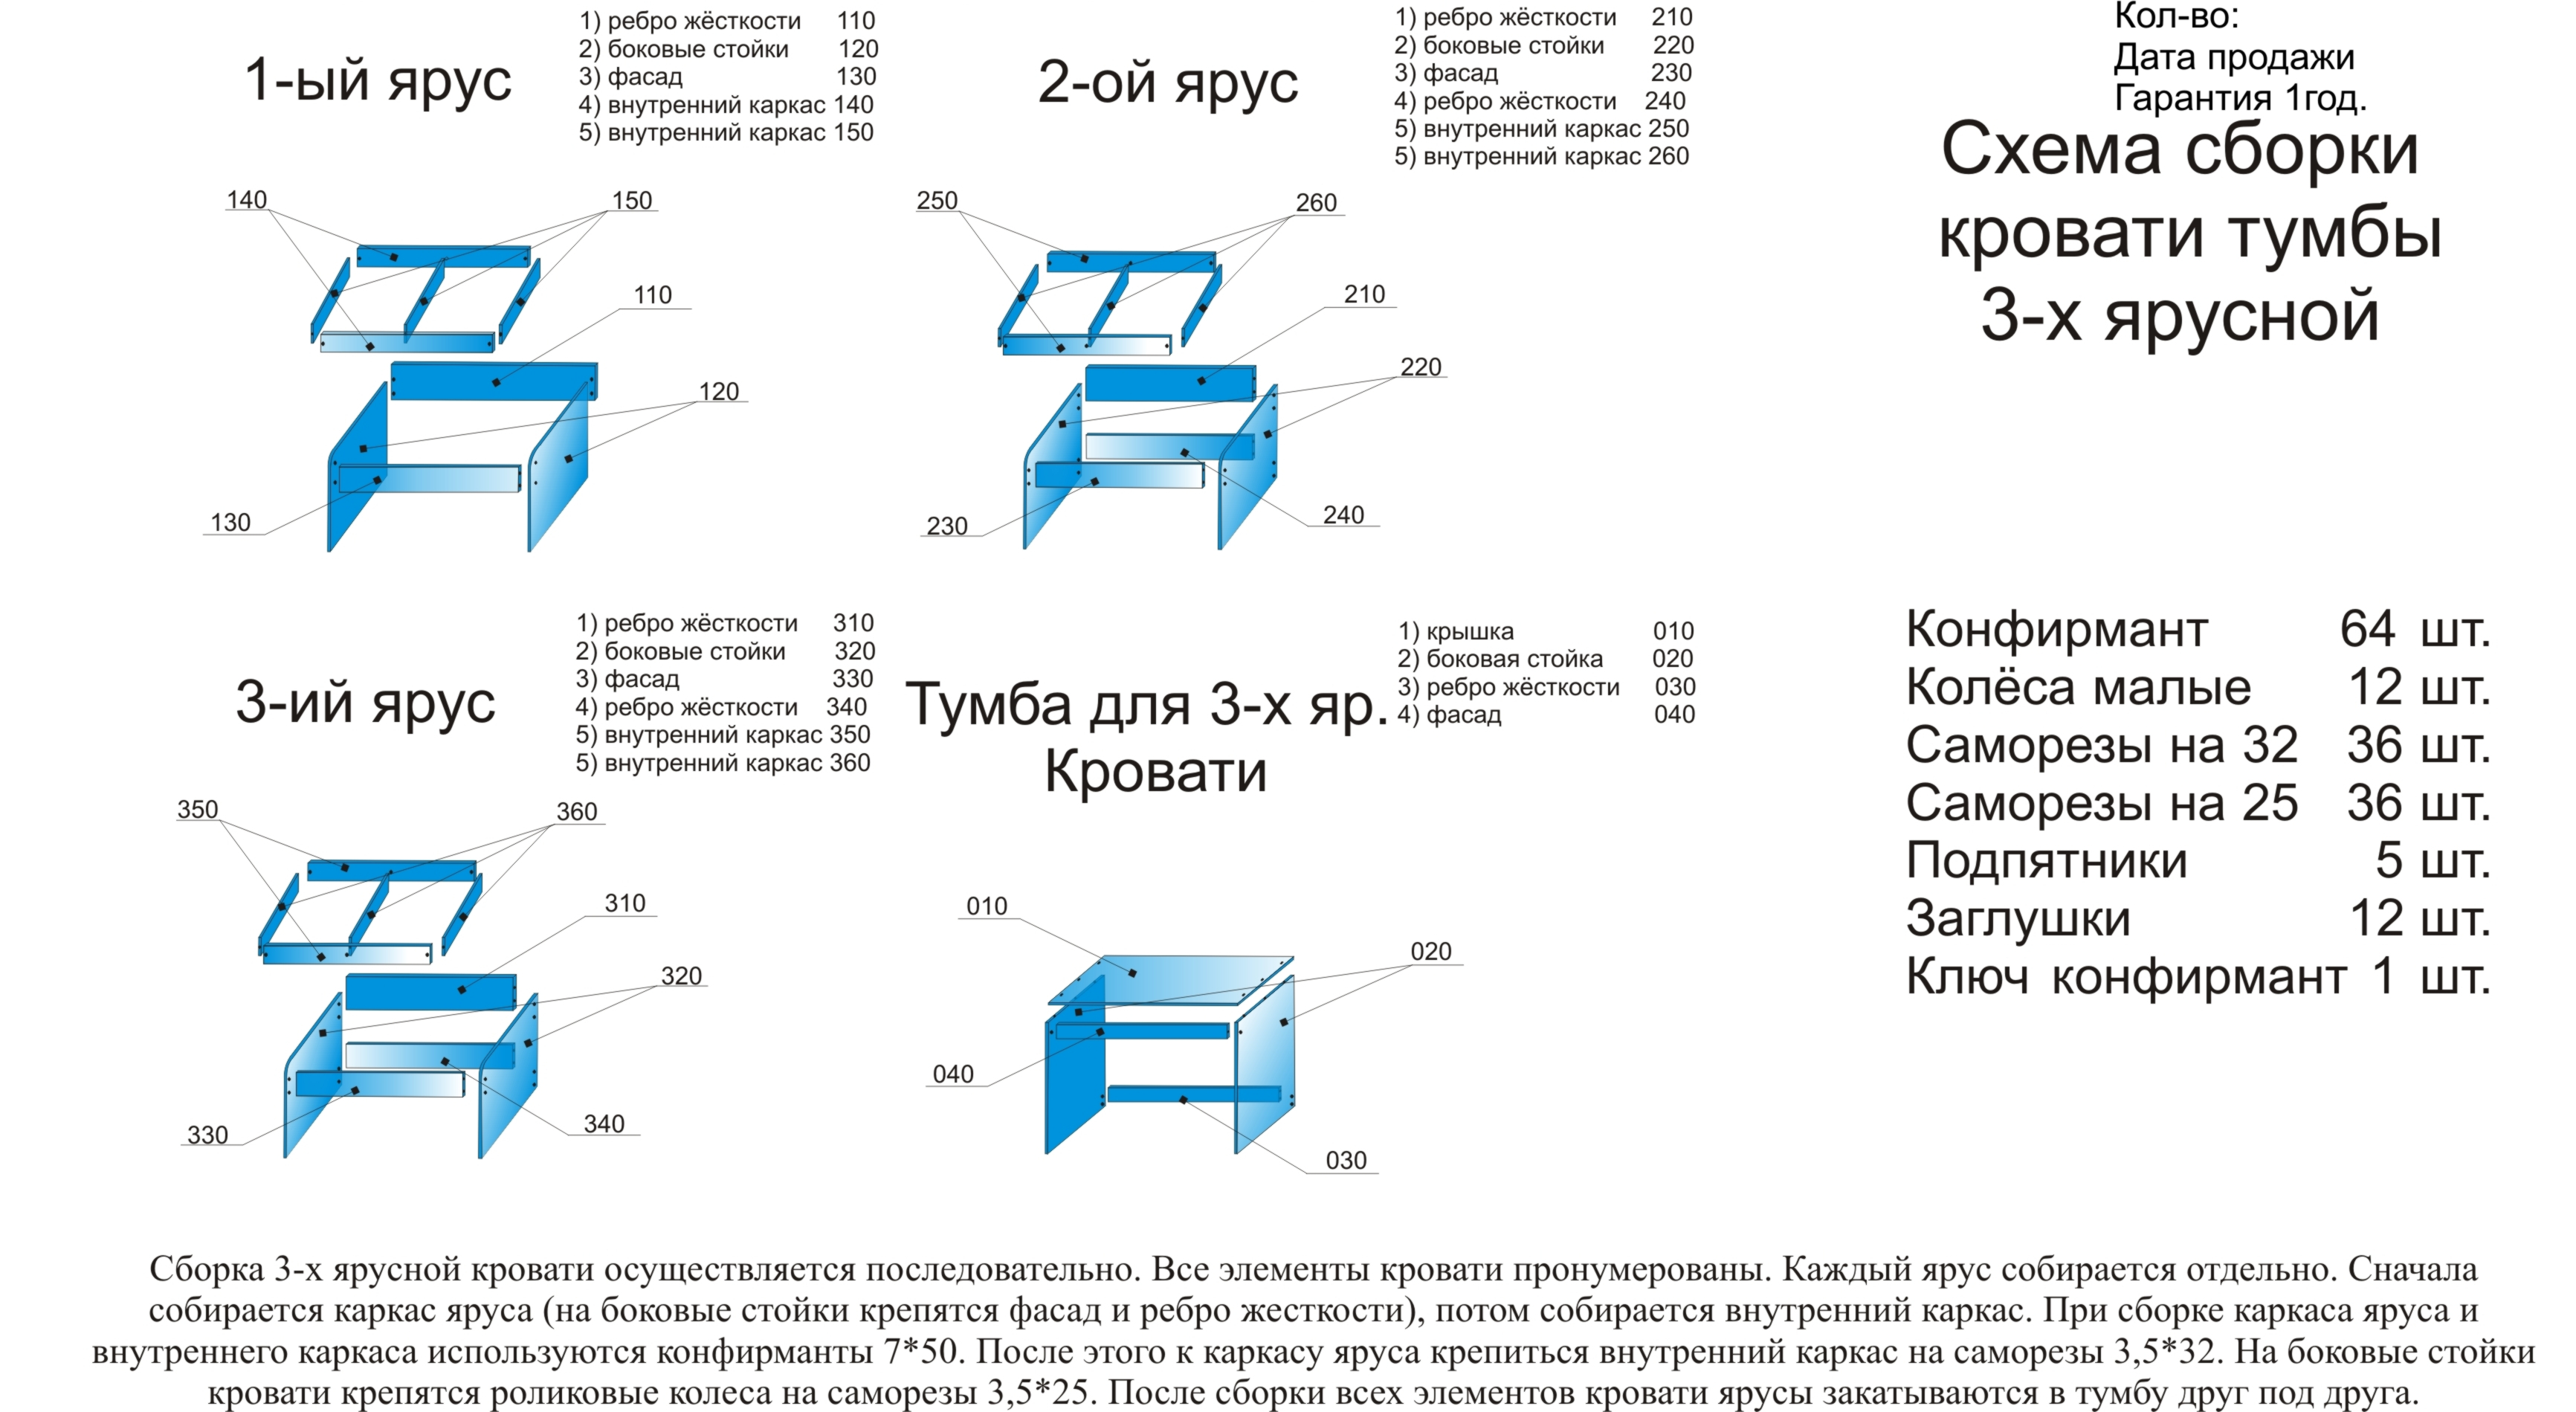 1-ый ярус
1) ребро жёсткости 110
2) боковые стойки 120
3) фасад 130
4) внутренний каркас 140
5) внутренний каркас 150
140
150
110
120
130
2-ой ярус
1) ребро жёсткости 210
2) боковые стойки 220
3) фасад 230
4) ребро жёсткости 240
5) внутренний каркас 250
5) внутренний каркас 260
250
260
210
220
230
240
Кол-во:
Дата продажи
Гарантия 1год.
Схема сборки
кровати тумбы
3-х ярусной
3-ий ярус
1) ребро жёсткости 310
2) боковые стойки 320
3) фасад 330
4) ребро жёсткости 340
5) внутренний каркас 350
5) внутренний каркас 360
350
360
310
320
330
340
Тумба для 3-х яр.
Кровати
1) крышка 010
2) боковая стойка 020
3) ребро жёсткости 030
4) фасад 040
010
020
040
030
Конфирмант 64 шт.
Колёса малые 12 шт.
Саморезы на 32 36 шт.
Саморезы на 25 36 шт.
Подпятники 5 шт.
Заглушки 12 шт.
Ключ конфирмант 1 шт.
Сборка 3-х ярусной кровати осуществляется последовательно. Все элементы кровати пронумерованы. Каждый ярус собирается отдельно. Сначала
собирается каркас яруса (на боковые стойки крепятся фасад и ребро жесткости), потом собирается внутренний каркас. При сборке каркаса яруса и
внутреннего каркаса используются конфирманты 7*50. После этого к каркасу яруса крепиться внутренний каркас на саморезы 3,5*32. На боковые стойки
кровати крепятся роликовые колеса на саморезы 3,5*25. После сборки всех элементов кровати ярусы закатываются в тумбу друг под друга.